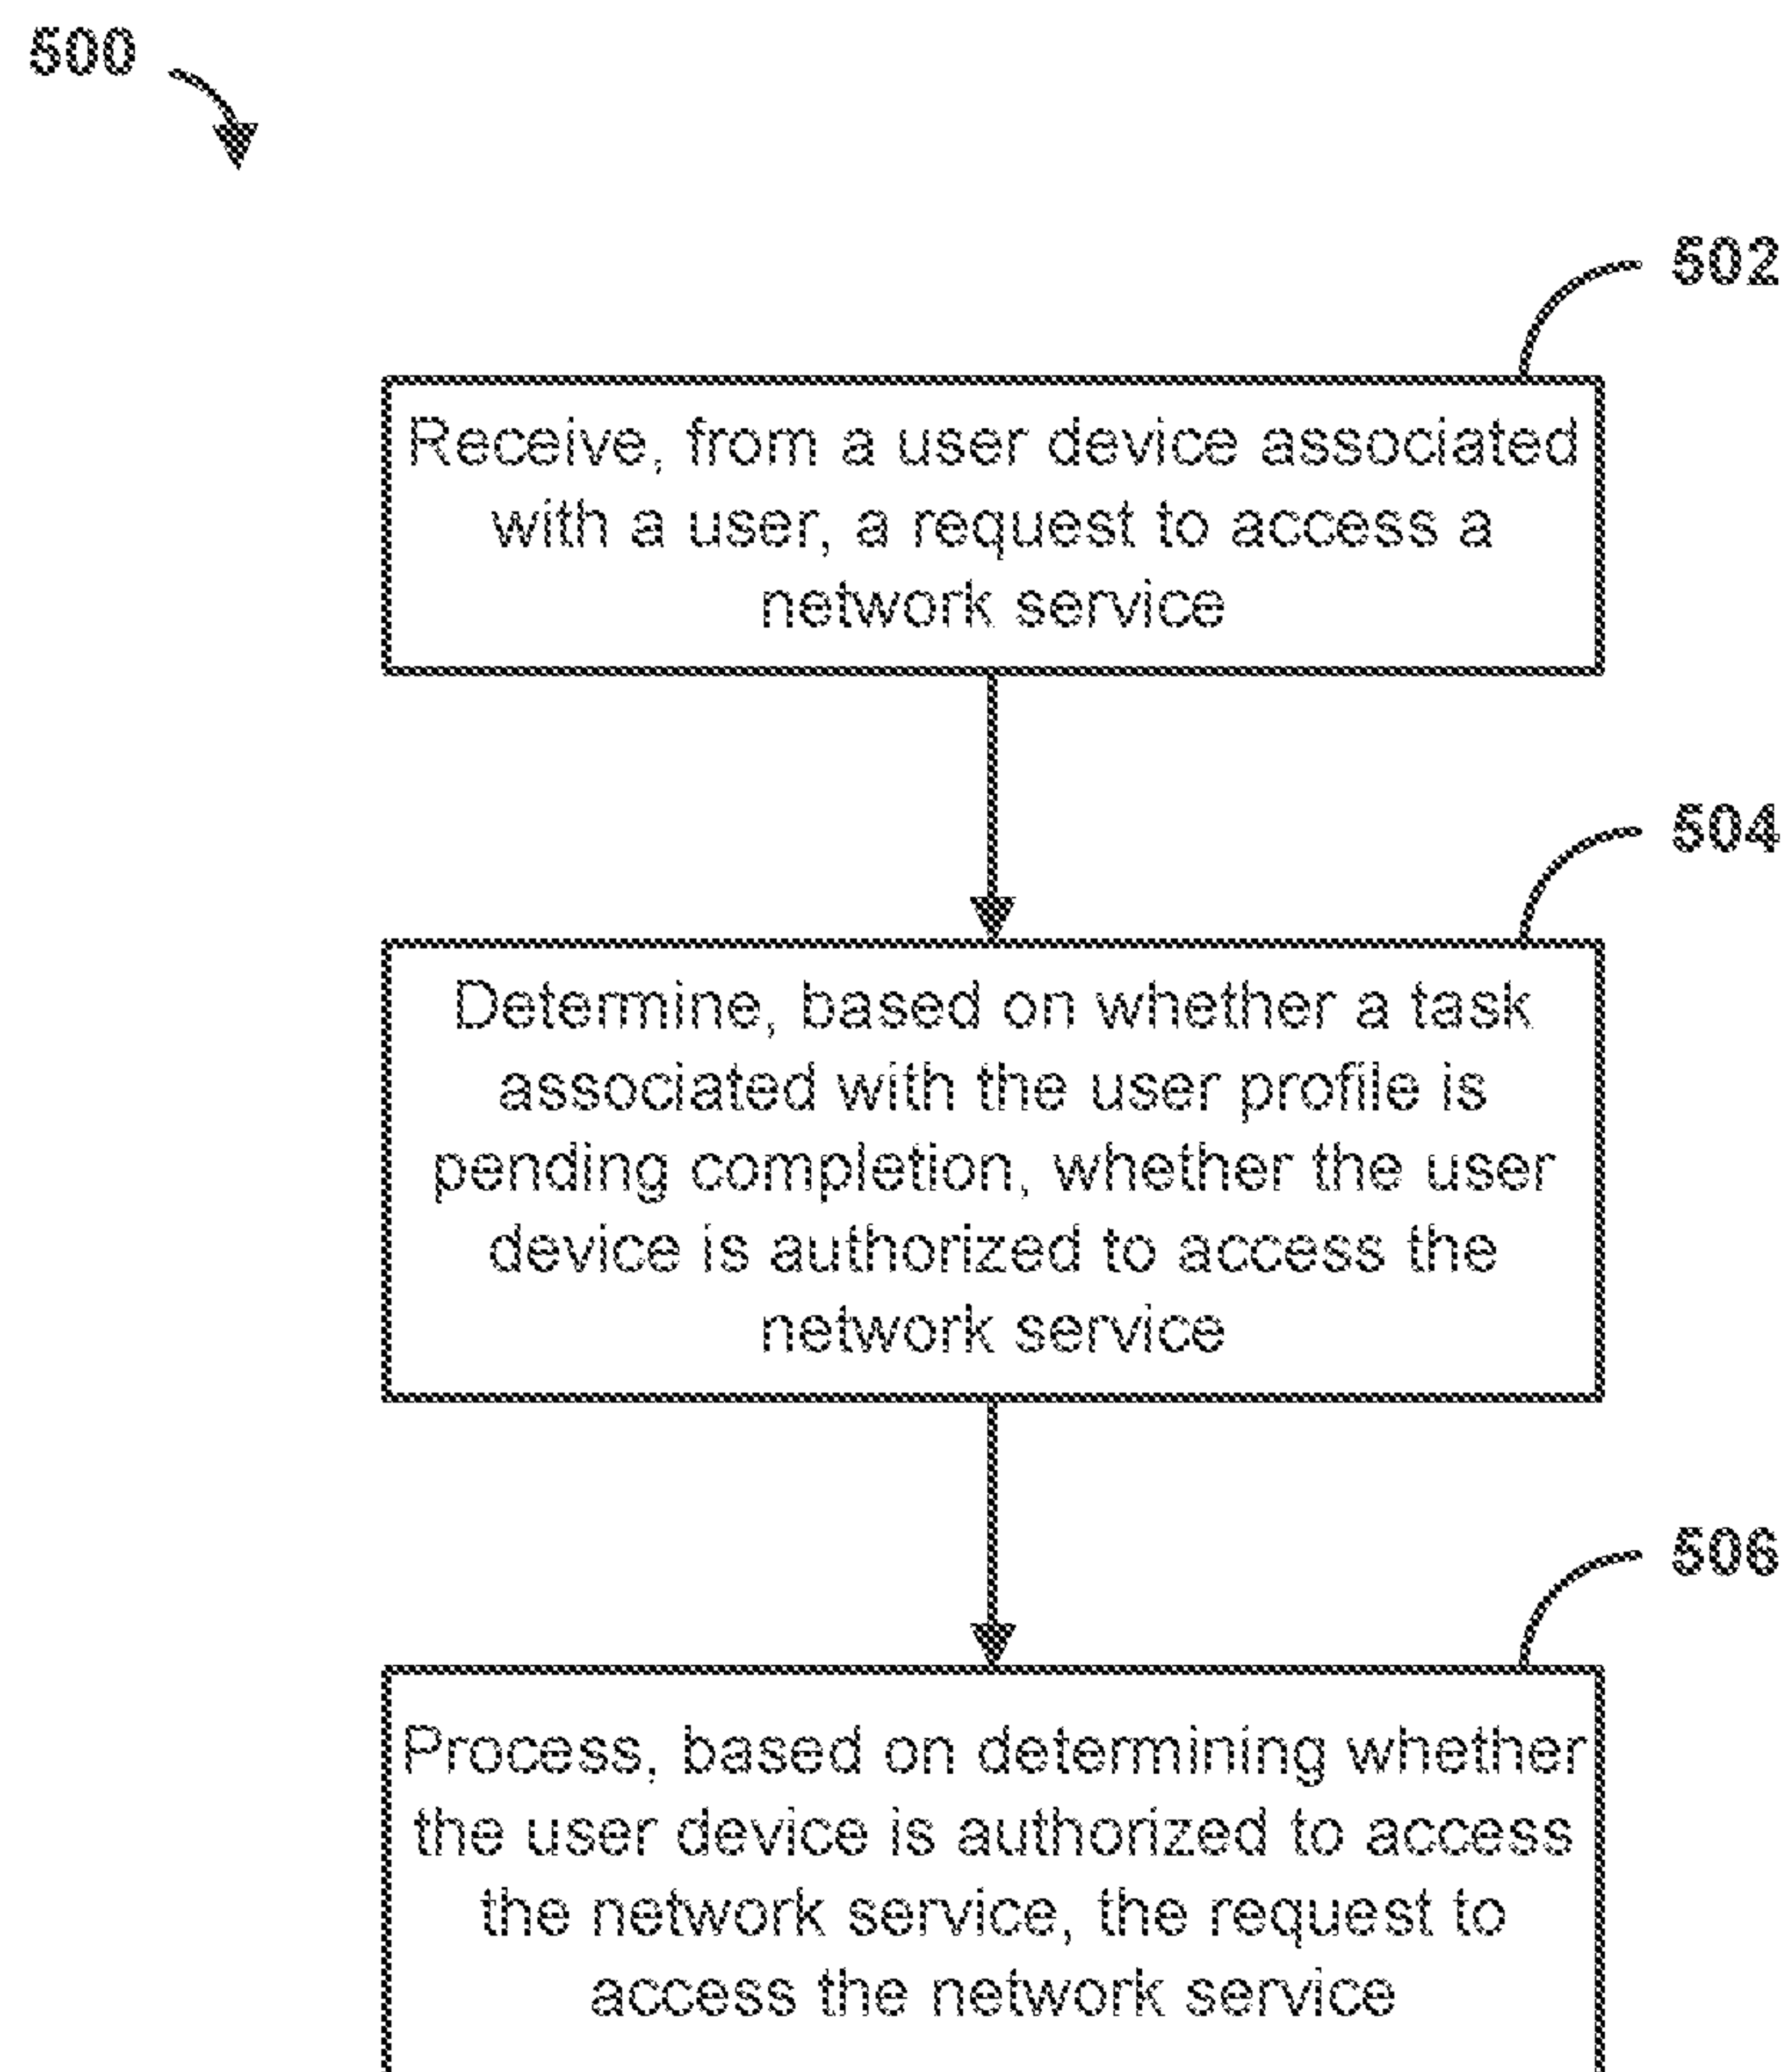 500
502
Receive, from a user device associated
with a user, a request to access a
network service
504
Determine, based on whether a task
associated with the user profile is
pending completion, whether the user
device is authorized to access the
network service
506
Process, based on determining whether
the user device is authorized to access
the network service, the request to
access the network service